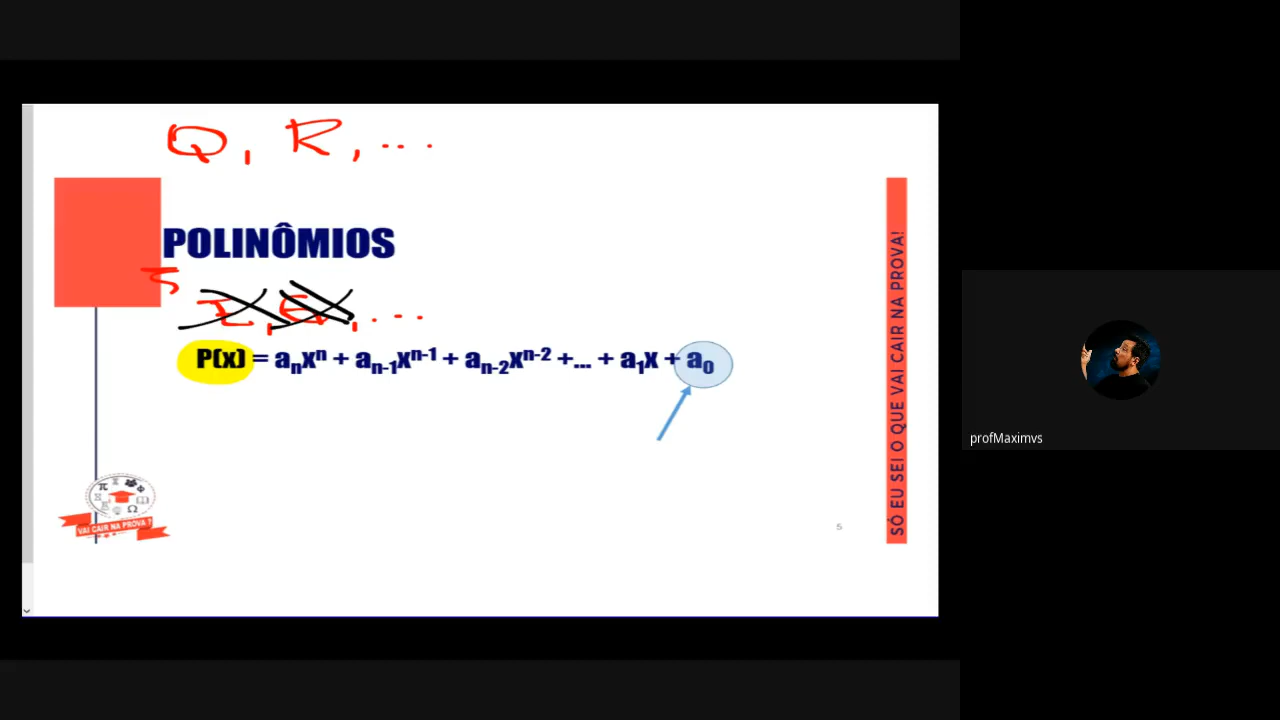 Q, R, ...
POLINÔMIOS
P(x) = aₙxⁿ + aₙ₋₁xⁿ⁻¹ + aₙ₋₂xⁿ⁻² +... + a₁x + a₀
SÓ EU SEI O QUE VAI CAIR NA PROVA!
VAI CAIR NA PROVA ?
5
profMaximvs